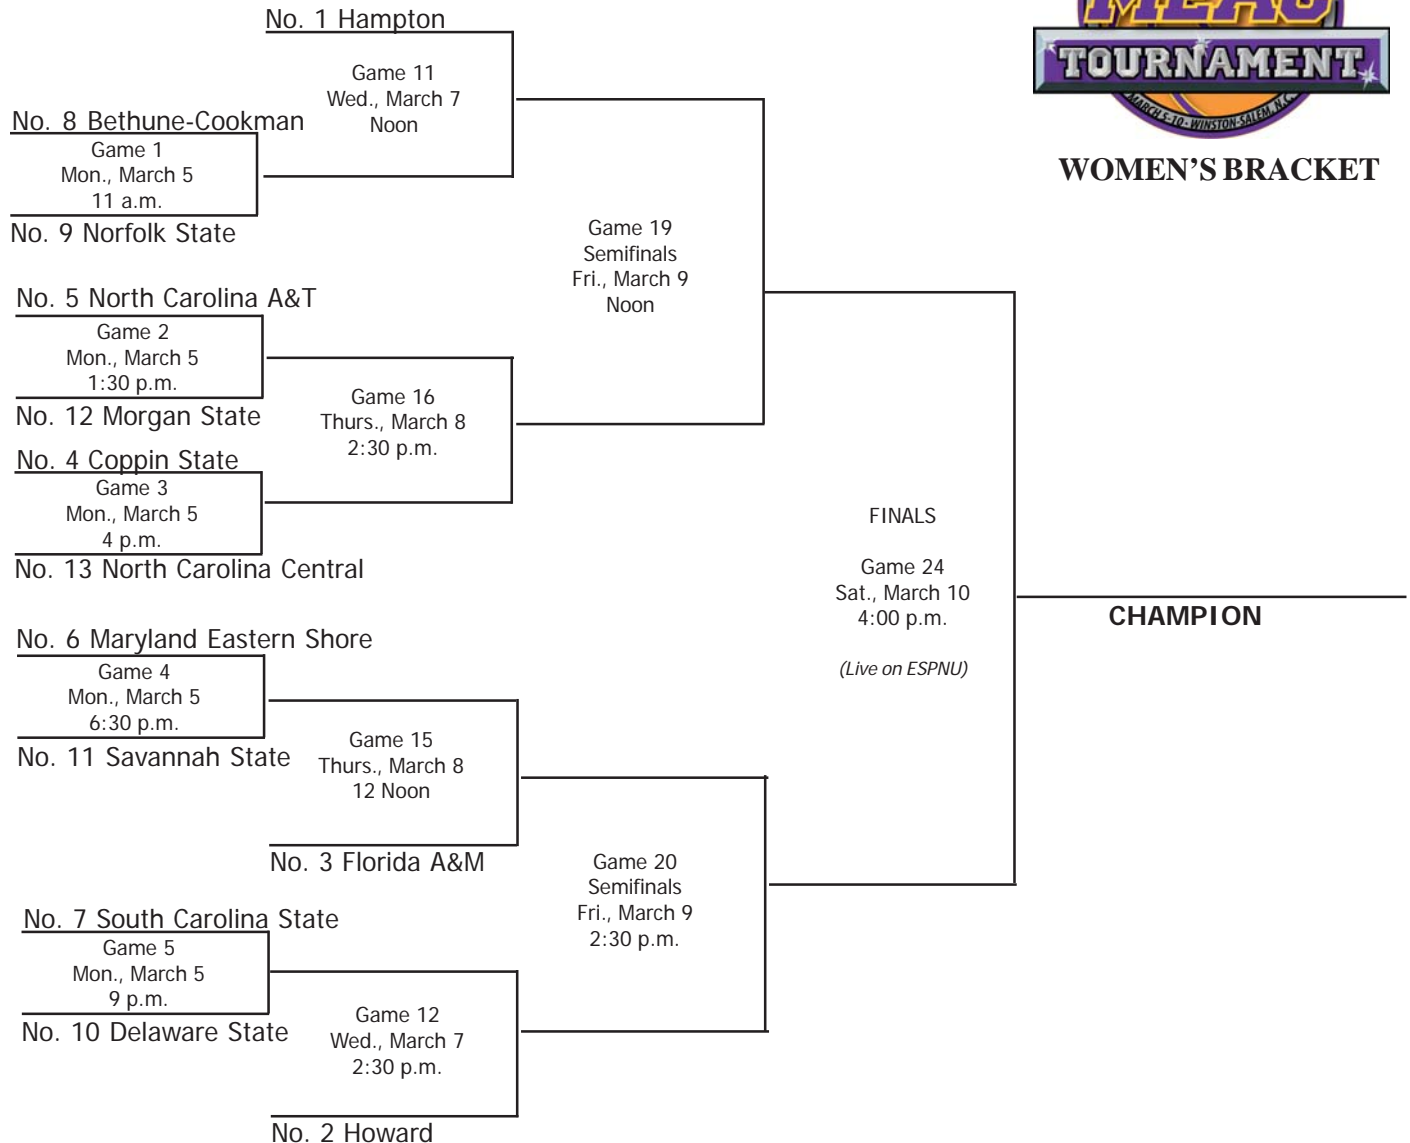 No. 1 Hampton
Game 11
Wed., March 7
Noon
No. 8 Bethune-Cookman
Game 1
Mon., March 5
11 a.m.
No. 9 Norfolk State
MEAC
TOURNAMENT
MARCH 5-10 · WINSTON-SALEM, N.C.
WOMEN'S BRACKET
Game 19
Semifinals
Fri., March 9
Noon
No. 5 North Carolina A&T
Game 2
Mon., March 5
1:30 p.m.
No. 12 Morgan State
Game 16
Thurs., March 8
2:30 p.m.
No. 4 Coppin State
Game 3
Mon., March 5
4 p.m.
No. 13 North Carolina Central
FINALS
Game 24
Sat., March 10
4:00 p.m.
(Live on ESPNU)
CHAMPION
No. 6 Maryland Eastern Shore
Game 4
Mon., March 5
6:30 p.m.
No. 11 Savannah State
Game 15
Thurs., March 8
12 Noon
No. 3 Florida A&M
Game 20
Semifinals
Fri., March 9
2:30 p.m.
No. 7 South Carolina State
Game 5
Mon., March 5
9 p.m.
No. 10 Delaware State
Game 12
Wed., March 7
2:30 p.m.
No. 2 Howard